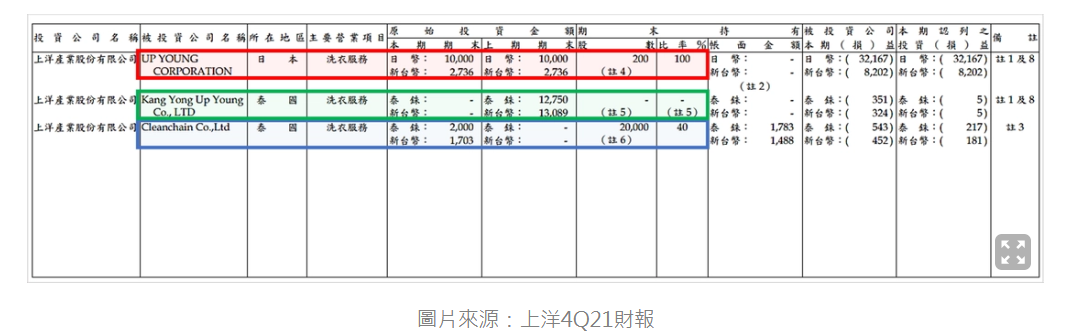 投資公司名稱 被投資公司名稱 所在地區 主要營業項目 原始投資金額 期末持有 被投資公司 本期認列之 備註
本期期末 上期期末 股數 比率% 帳面金額 本期(損)益 投資(損)益
上洋產業股份有限公司 UP YOUNG 日本 洗衣服務 日幣: 10,000 日幣: 10,000 200 100 日幣: - 日幣:( 32,167) 日幣:( 32,167) 註1及8
CORPORATION 新台幣: 2,736 新台幣: 2,736 (註4) 新台幣: - 新台幣:( 8,202) 新台幣:( 8,202)
(註2)
上洋產業股份有限公司 Kang Yong Up Young 泰國 洗衣服務 泰銖: - 泰銖: 12,750 - - 泰銖: - 泰銖:( 351) 泰銖:( 5) 註1及8
Co., LTD 新台幣: - 新台幣: 13,089 (註5) (註5) 新台幣: - 新台幣:( 324) 新台幣:( 5)
上洋產業股份有限公司 Cleanchain Co.,Ltd 泰國 洗衣服務 泰銖: 2,000 泰銖: - 20,000 40 泰銖: 1,783 泰銖:( 543) 泰銖:( 217) 註3
新台幣: 1,703 新台幣: - (註6) 新台幣: 1,488 新台幣:( 452) 新台幣:( 181)
圖片來源:上洋4Q21財報